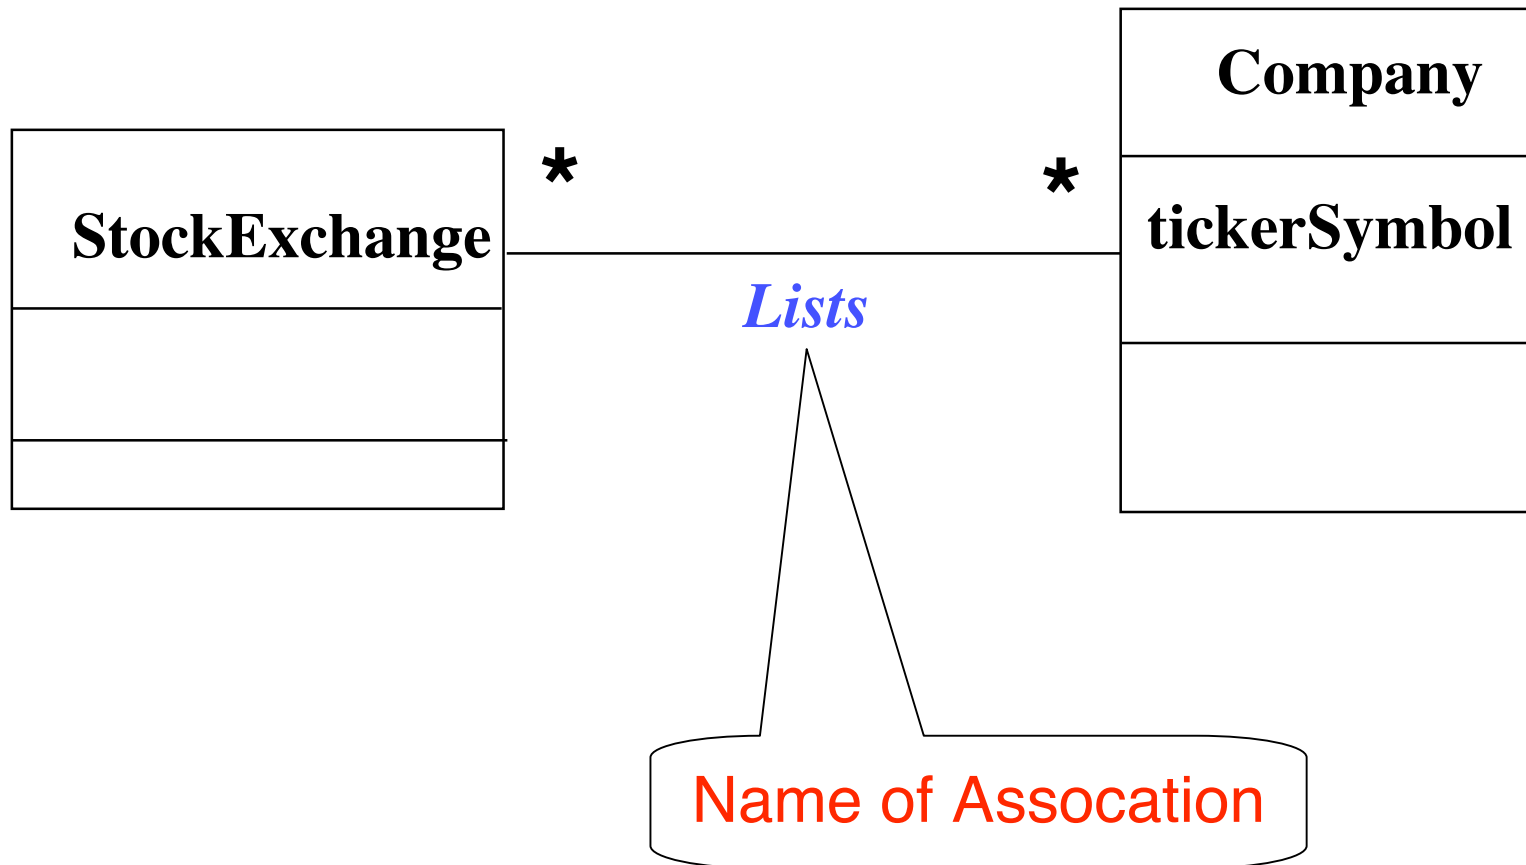 Company
StockExchange
*
*
tickerSymbol
Lists
Name of Assocation